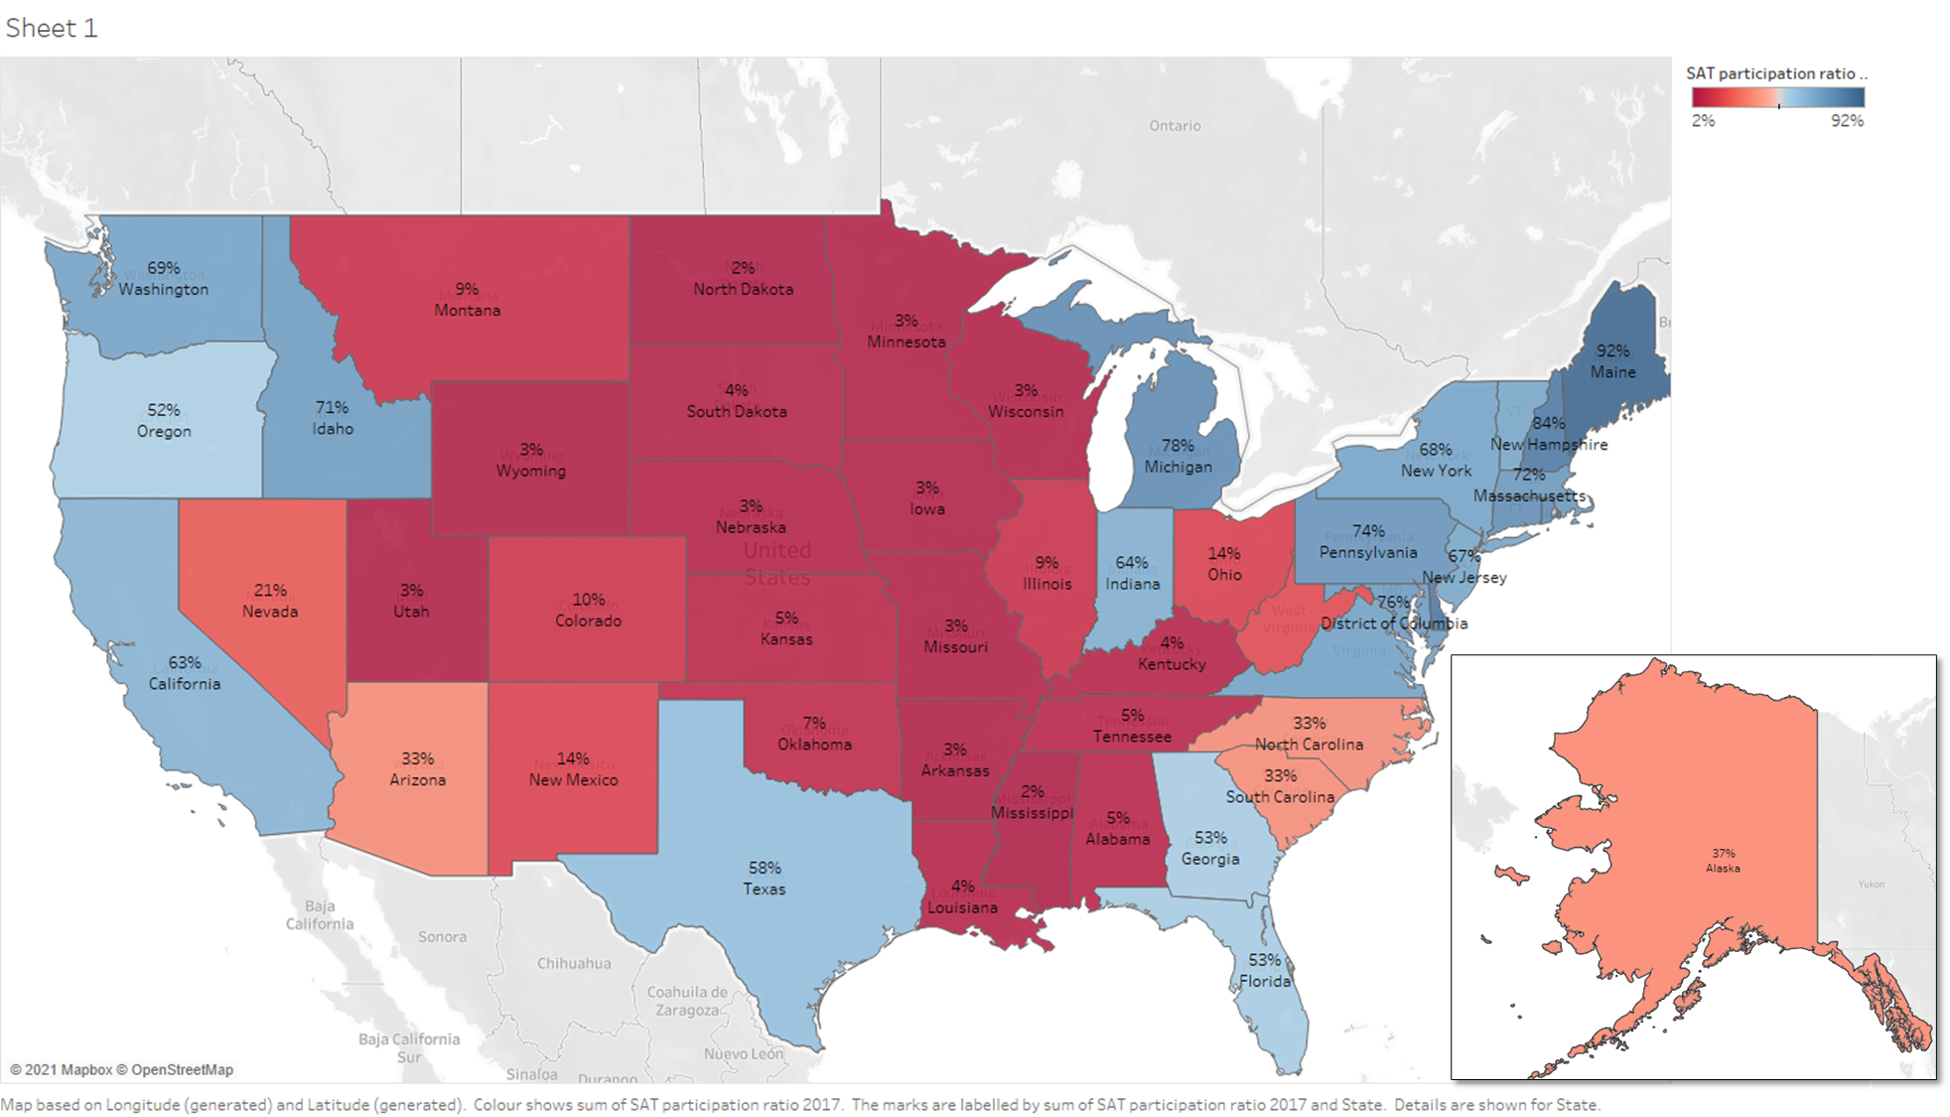 Sheet 1
SAT participation ratio ..
2%
92%
Ontario
69%
Washington
9%
Montana
2%
North Dakota
3%
Minnesota
92%
Maine
52%
Oregon
71%
Idaho
3%
Wyoming
4%
South Dakota
3%
Wisconsin
78%
Michigan
68%
New York
VT
84%
New Hampshire
72%
Massachusetts
CT
3%
Nebraska
United
States
3%
Iowa
9%
Illinois
64%
Indiana
14%
Ohio
74%
Pennsylvania
67%
New Jersey
21%
Nevada
3%
Utah
10%
Colorado
5%
Kansas
3%
Missouri
4%
Kentucky
West
Virginia
76%
District of Columbia
Virginia
63%
California
33%
Arizona
14%
New Mexico
7%
Oklahoma
3%
Arkansas
5%
Tennessee
33%
North Carolina
33%
South Carolina
58%
Texas
4%
Louisiana
2%
Mississippi
5%
Alabama
53%
Georgia
53%
Florida
37%
Alaska
Yukon
Baja
California
Sonora
Chihuahua
Coahuila de
Zaragoza
Baja California
Sur
Nuevo León
Sinaloa
Durango
© 2021 Mapbox © OpenStreetMap
Map based on Longitude (generated) and Latitude (generated). Colour shows sum of SAT participation ratio 2017. The marks are labelled by sum of SAT participation ratio 2017 and State. Details are shown for State.